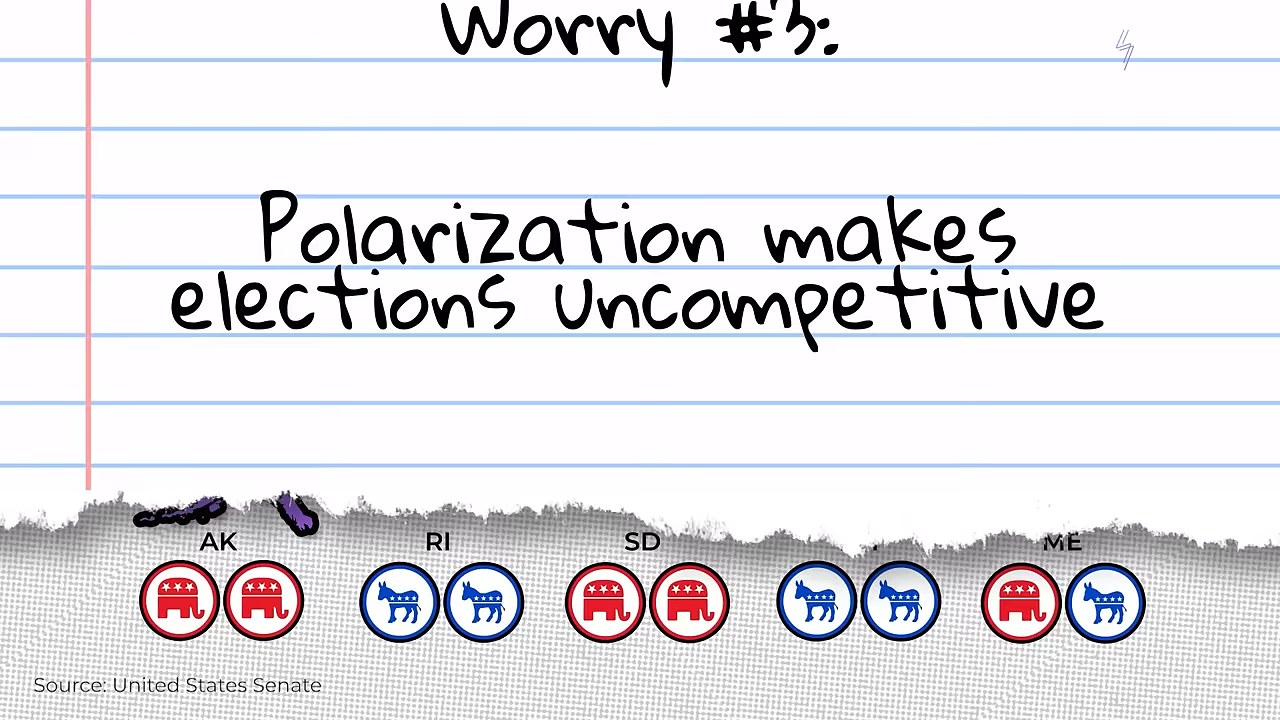 Worry #3:
Polarization makes
elections uncompetitive
AK RI SD ME
Source: United States Senate